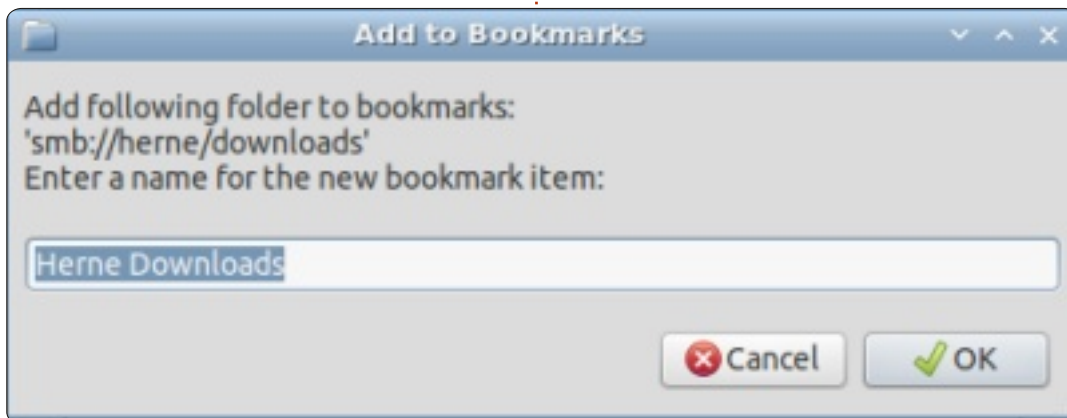 Add to Bookmarks
Add following folder to bookmarks:
'smb://herne/downloads'
Enter a name for the new bookmark item:
Herne Downloads
Cancel
OK